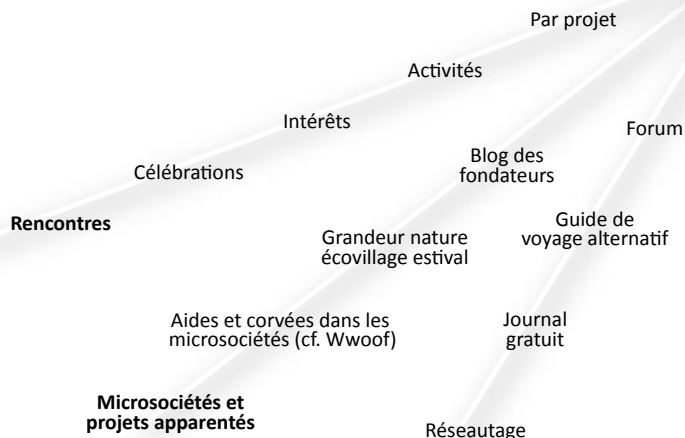 Par projet
Activités
Intérêts
Célébrations
Rencontres
Forum
Blog des
fondateurs
Guide de
voyage alternatif
Grandeur nature
écovillage estival
Aides et corvées dans les
microsociétés (cf. Wwoof)
Journal
gratuit
Microsociétés et
projets apparentés
Réseautage